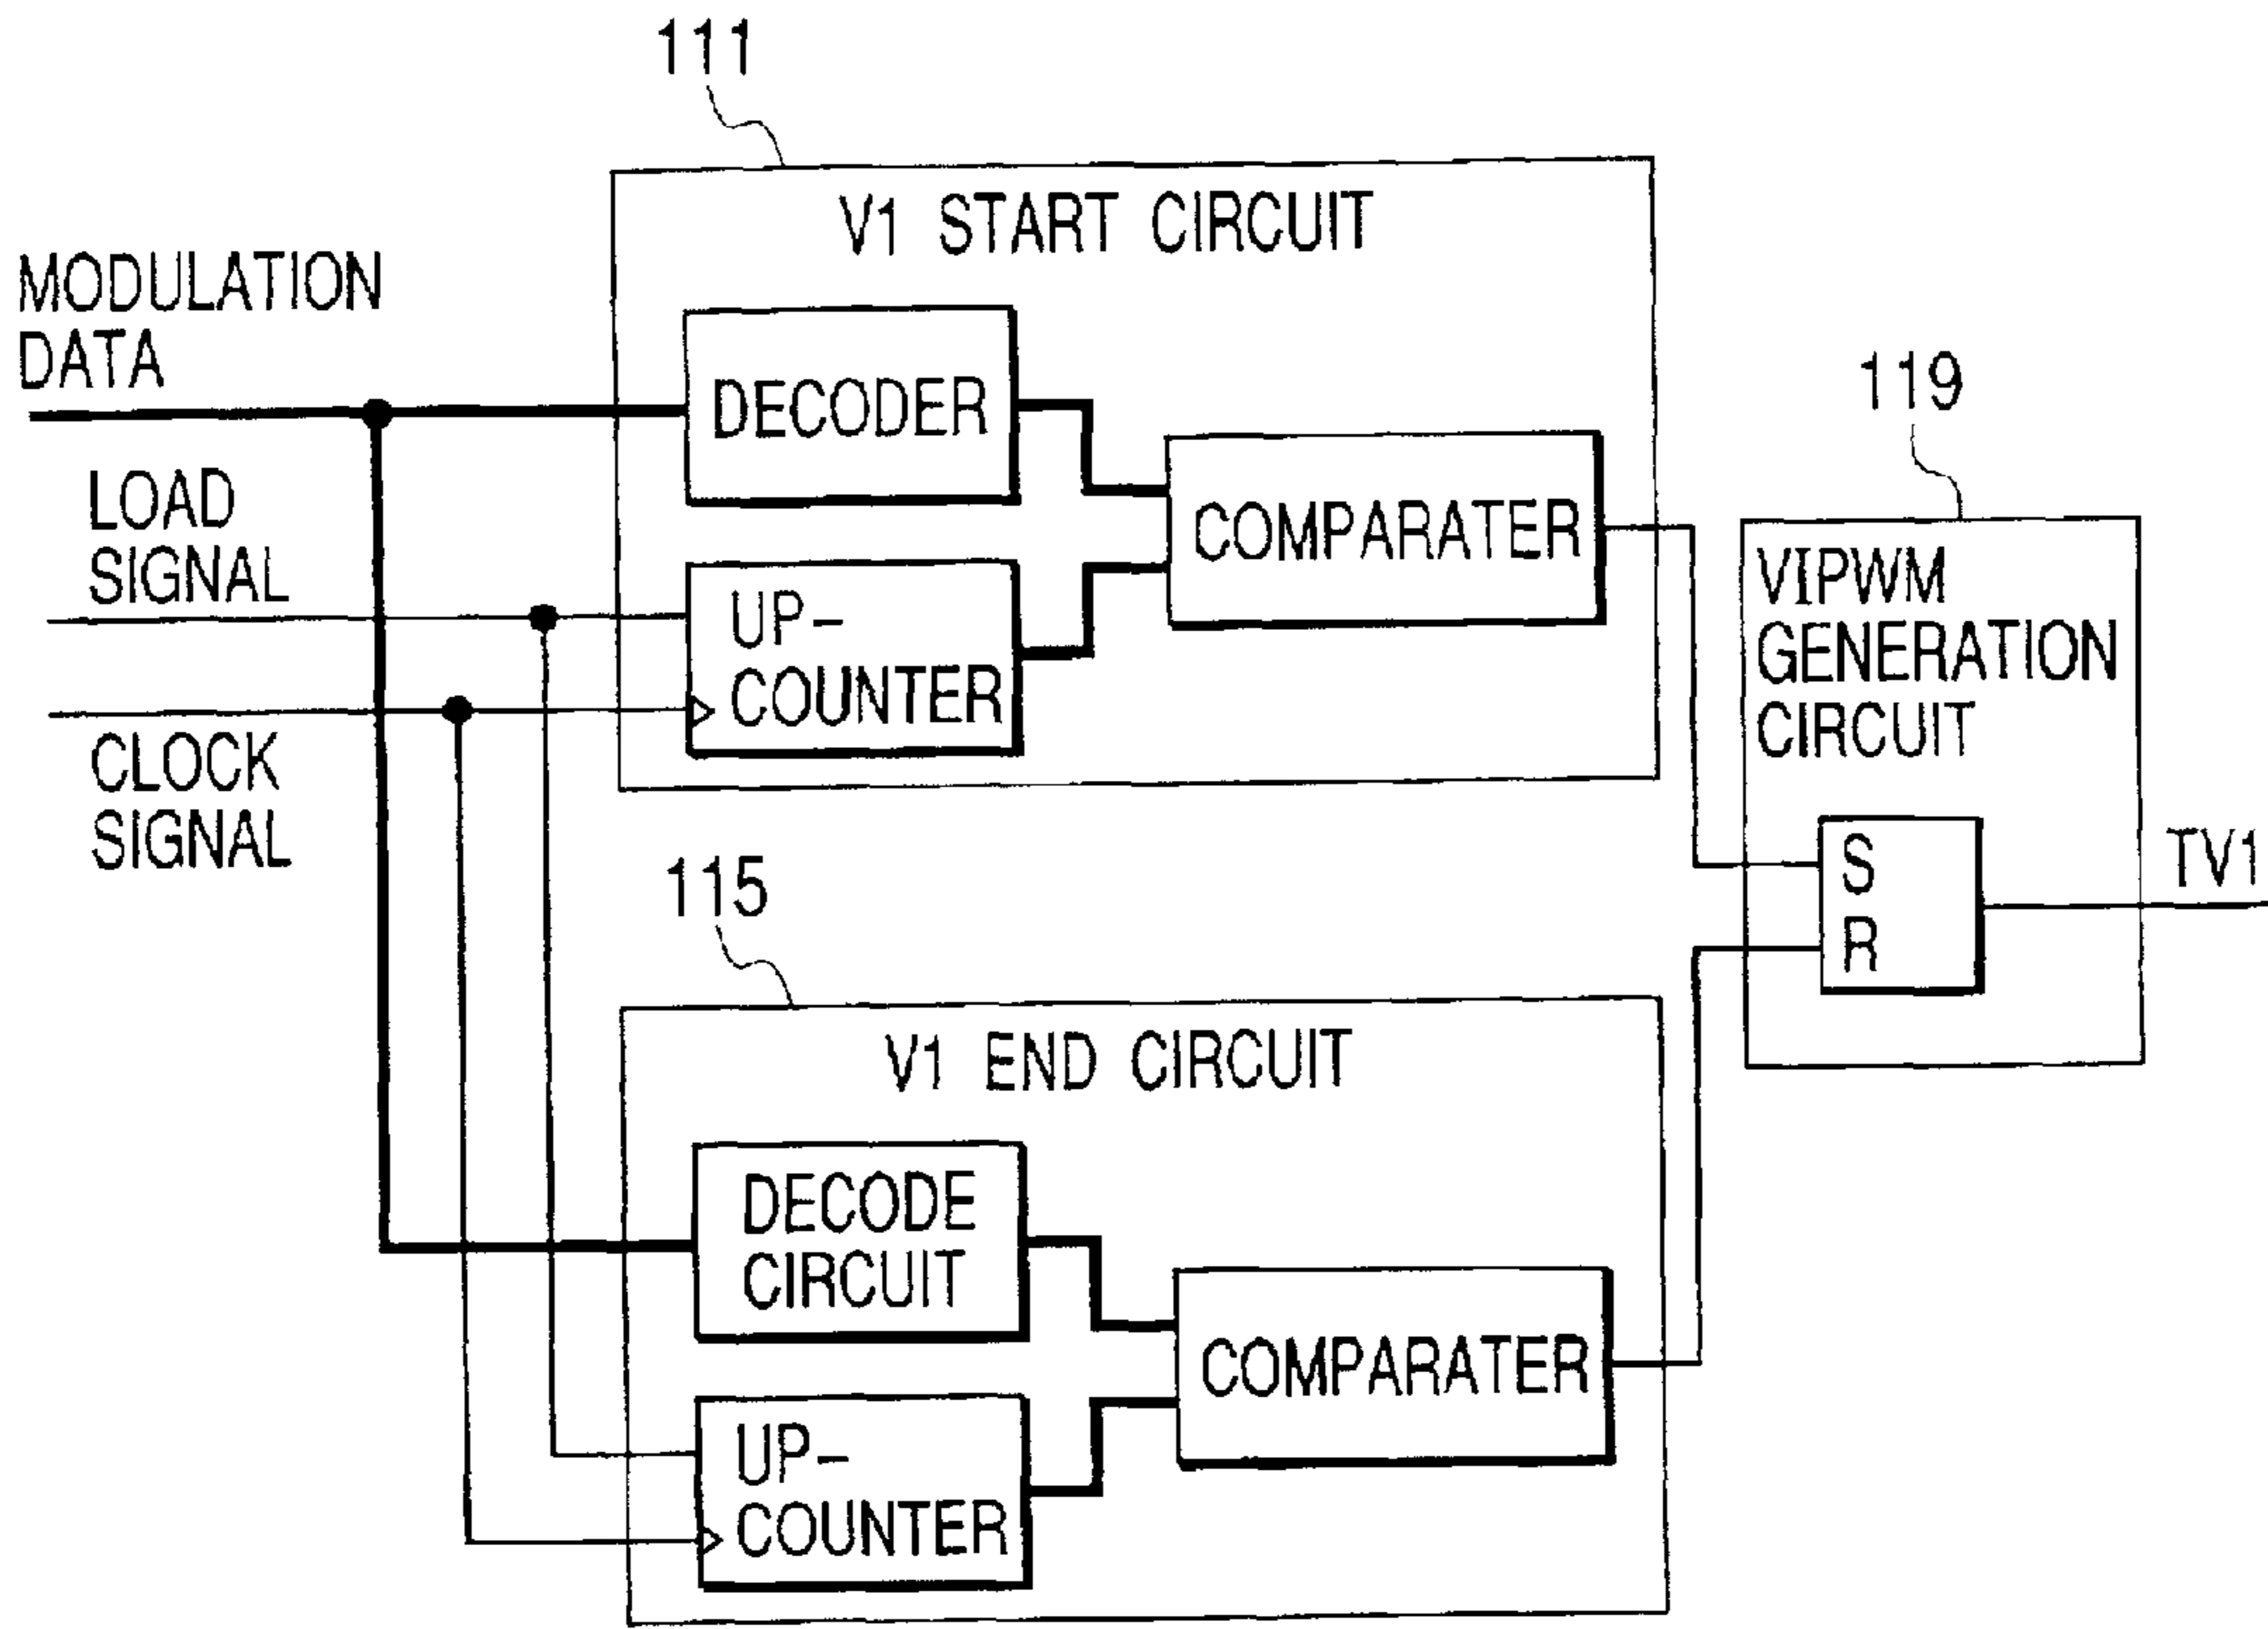 111
V1 START CIRCUIT
MODULATION
DATA
DECODER
119
LOAD
SIGNAL
COMPARATER
VIPWM
GENERATION
CIRCUIT
UP-
COUNTER
CLOCK
SIGNAL
S
R
TV1
115
V1 END CIRCUIT
DECODE
CIRCUIT
COMPARATER
UP-
COUNTER